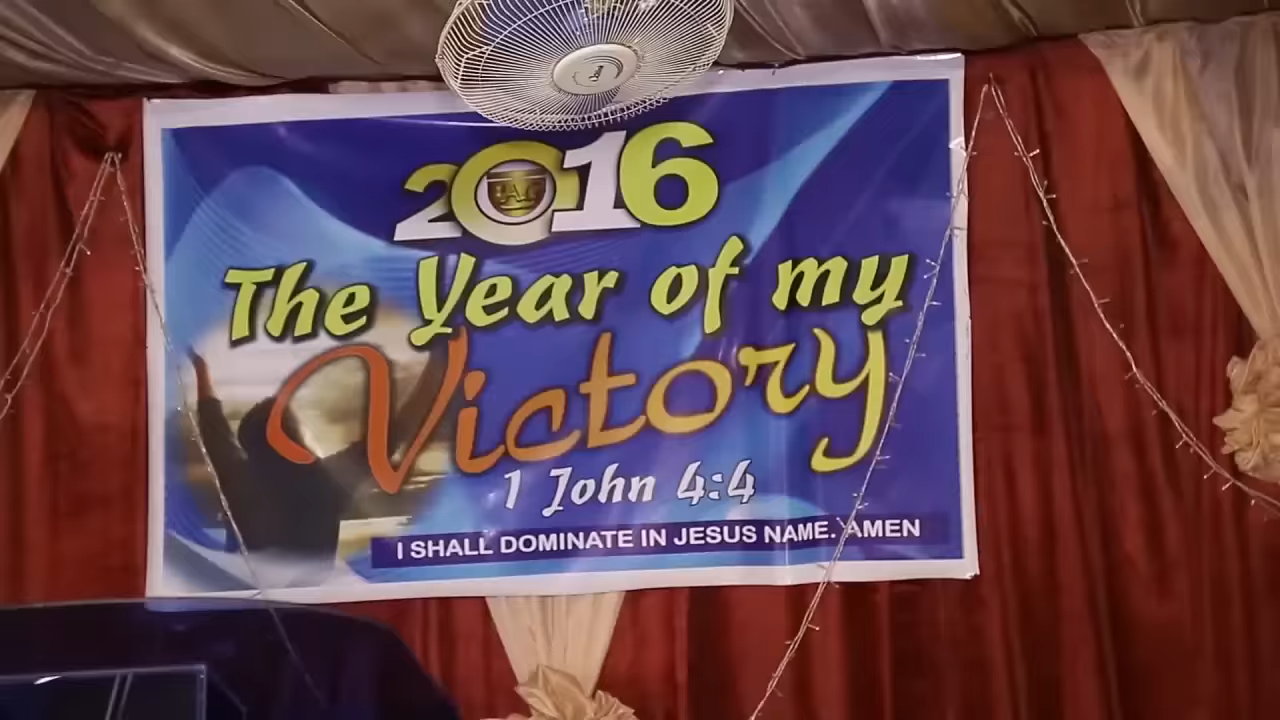 2016
The Year of my
Victory
1 John 4:4
I SHALL DOMINATE IN JESUS NAME. AMEN